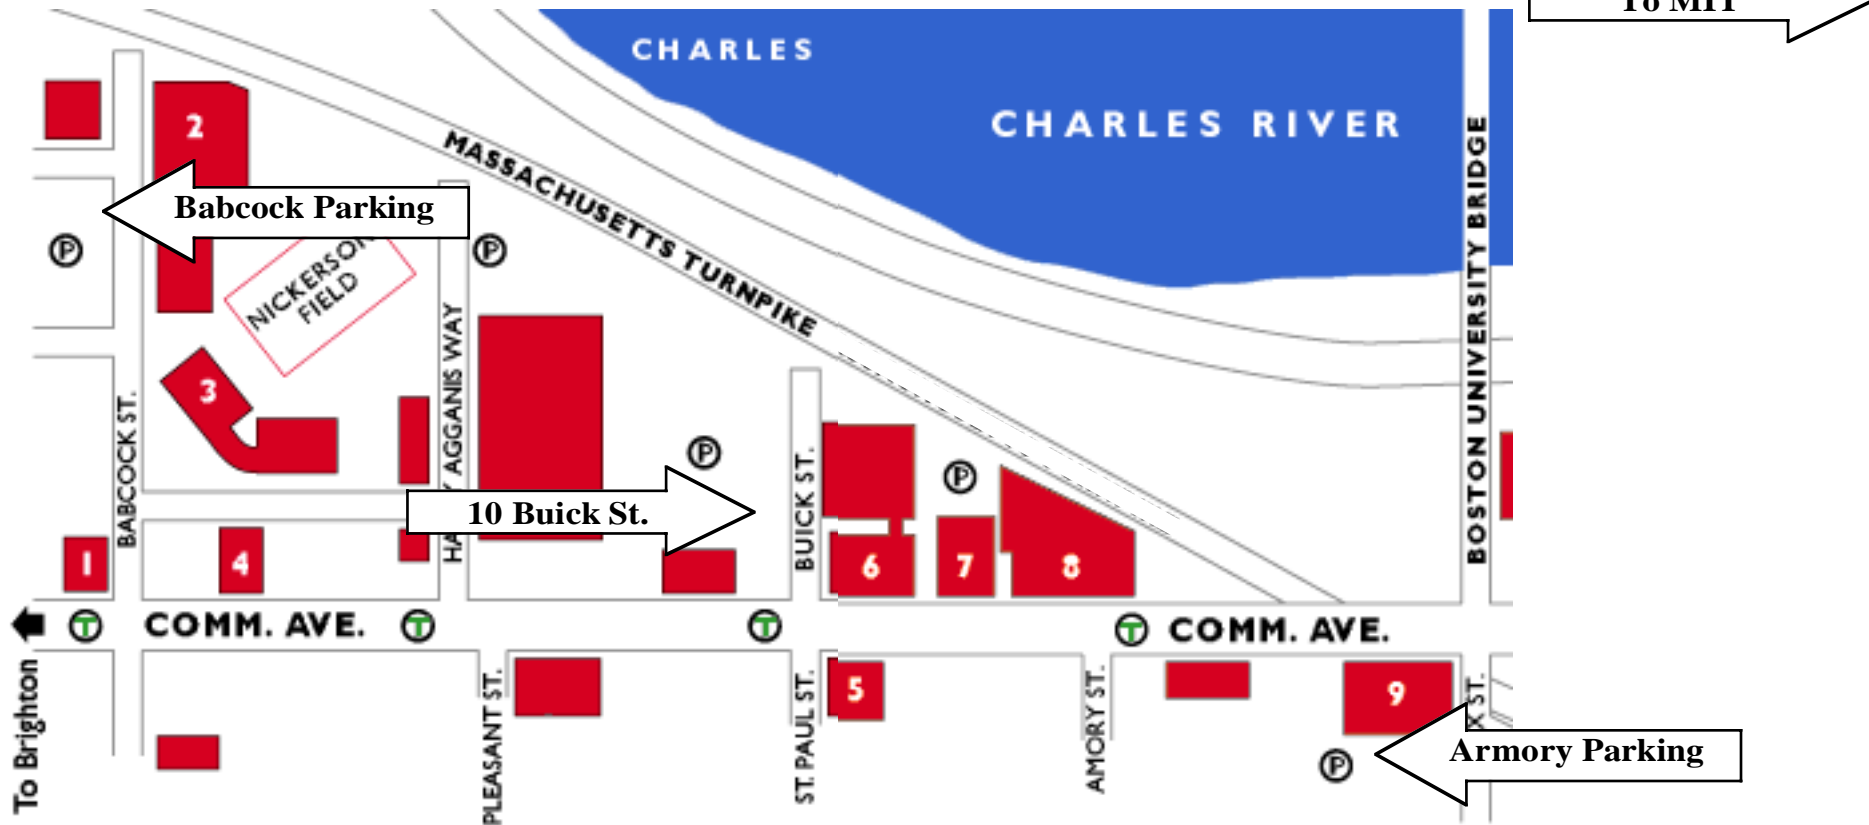 To MIT
CHARLES
CHARLES RIVER
2
MASSACHUSETTS TURNPIKE
BOSTON UNIVERSITY BRIDGE
Babcock Parking
P
P
NICKERSON
FIELD
3
BABCOCK ST.
AGGANIS WAY
P
P
BUICK ST.
10 Buick St.
1
4
6
7
8
T
COMM. AVE.
T
T
T
COMM. AVE.
To Brighton
PLEASANT ST.
ST. PAUL ST.
5
AMORY ST.
9
ST.
P
Armory Parking